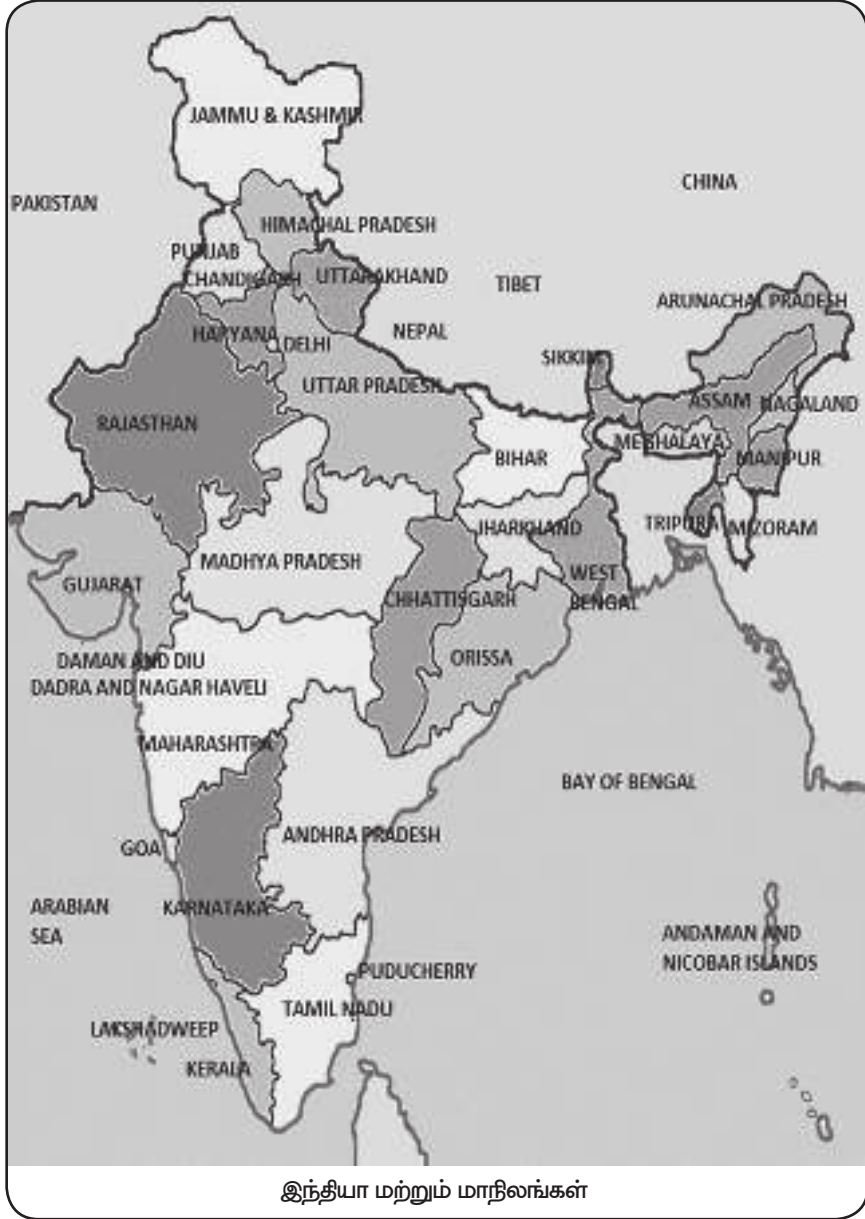 JAMMU & KASHMIR
CHINA
PAKISTAN
HIMACHAL PRADESH
PUNJAB
CHANDIGARH
UTTARAKHAND
TIBET
ARUNACHAL PRADESH
HARYANA
DELHI
NEPAL
SIKKIM
UTTAR PRADESH
ASSAM
NAGALAND
RAJASTHAN
BIHAR
MEGHALAYA
MANIPUR
JHARKHAND
TRIPURA
MIZORAM
MADHYA PRADESH
GUJARAT
CHHATTISGARH
WEST
BENGAL
ORISSA
DAMAN AND DIU
DADRA AND NAGAR HAVELI
MAHARASHTRA
BAY OF BENGAL
GOA
ANDHRA PRADESH
ARABIAN
SEA
KARNATAKA
ANDAMAN AND
NICOBAR ISLANDS
PUDUCHERRY
TAMIL NADU
LAKSHADWEEP
KERALA
இந்தியா மற்றும் மாநிலங்கள்